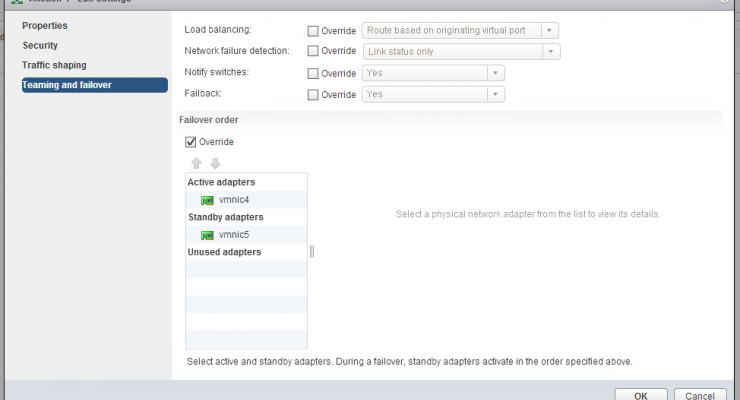 Properties
Security
Traffic shaping
Teaming and failover
Load balancing: Override Route based on originating virtual port
Network failure detection: Override Link status only
Notify switches: Override Yes
Failback: Override Yes
Failover order
Override
Active adapters
vmnic4
Standby adapters
vmnic5
Unused adapters
Select a physical network adapter from the list to view its details.
Select active and standby adapters. During a failover, standby adapters activate in the order specified above.
OK Cancel